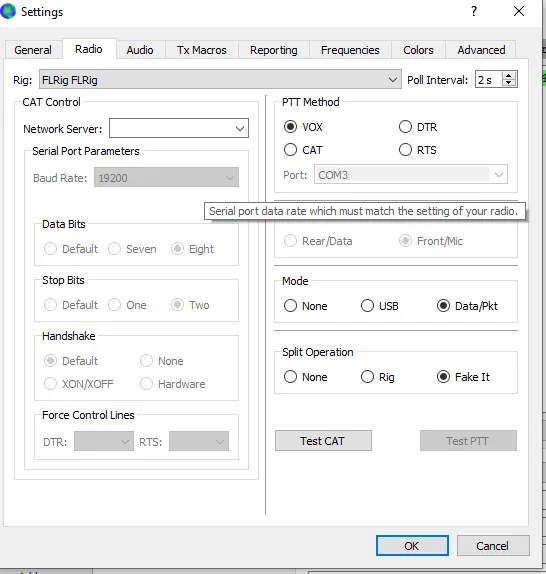 Settings
General Radio Audio Tx Macros Reporting Frequencies Colors Advanced
Rig: FLRig FLRig Poll Interval: 2 s
CAT Control
Network Server:
Serial Port Parameters
Baud Rate: 19200
Data Bits
Default Seven Eight
Stop Bits
Default One Two
Handshake
Default None
XON/XOFF Hardware
Force Control Lines
DTR: RTS:
PTT Method
VOX DTR
CAT RTS
Port: COM3
Serial port data rate which must match the setting of your radio.
Rear/Data Front/Mic
Mode
None USB Data/Pkt
Split Operation
None Rig Fake It
Test CAT Test PTT
OK Cancel